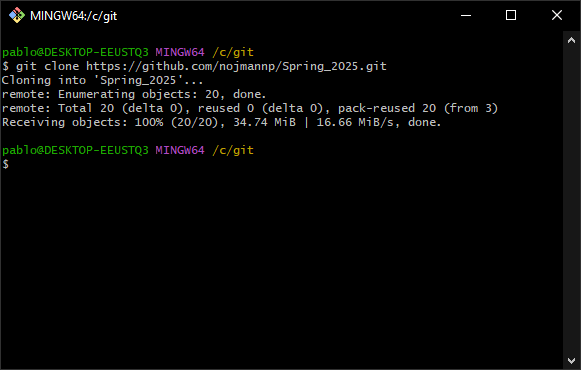 MINGW64:/c/git
pablo@DESKTOP-EEUSTQ3 MINGW64 /c/git
$ git clone https://github.com/nojmannp/Spring_2025.git
Cloning into 'Spring_2025'...
remote: Enumerating objects: 20, done.
remote: Total 20 (delta 0), reused 0 (delta 0), pack-reused 20 (from 3)
Receiving objects: 100% (20/20), 34.74 MiB | 16.66 MiB/s, done.
pablo@DESKTOP-EEUSTQ3 MINGW64 /c/git
$